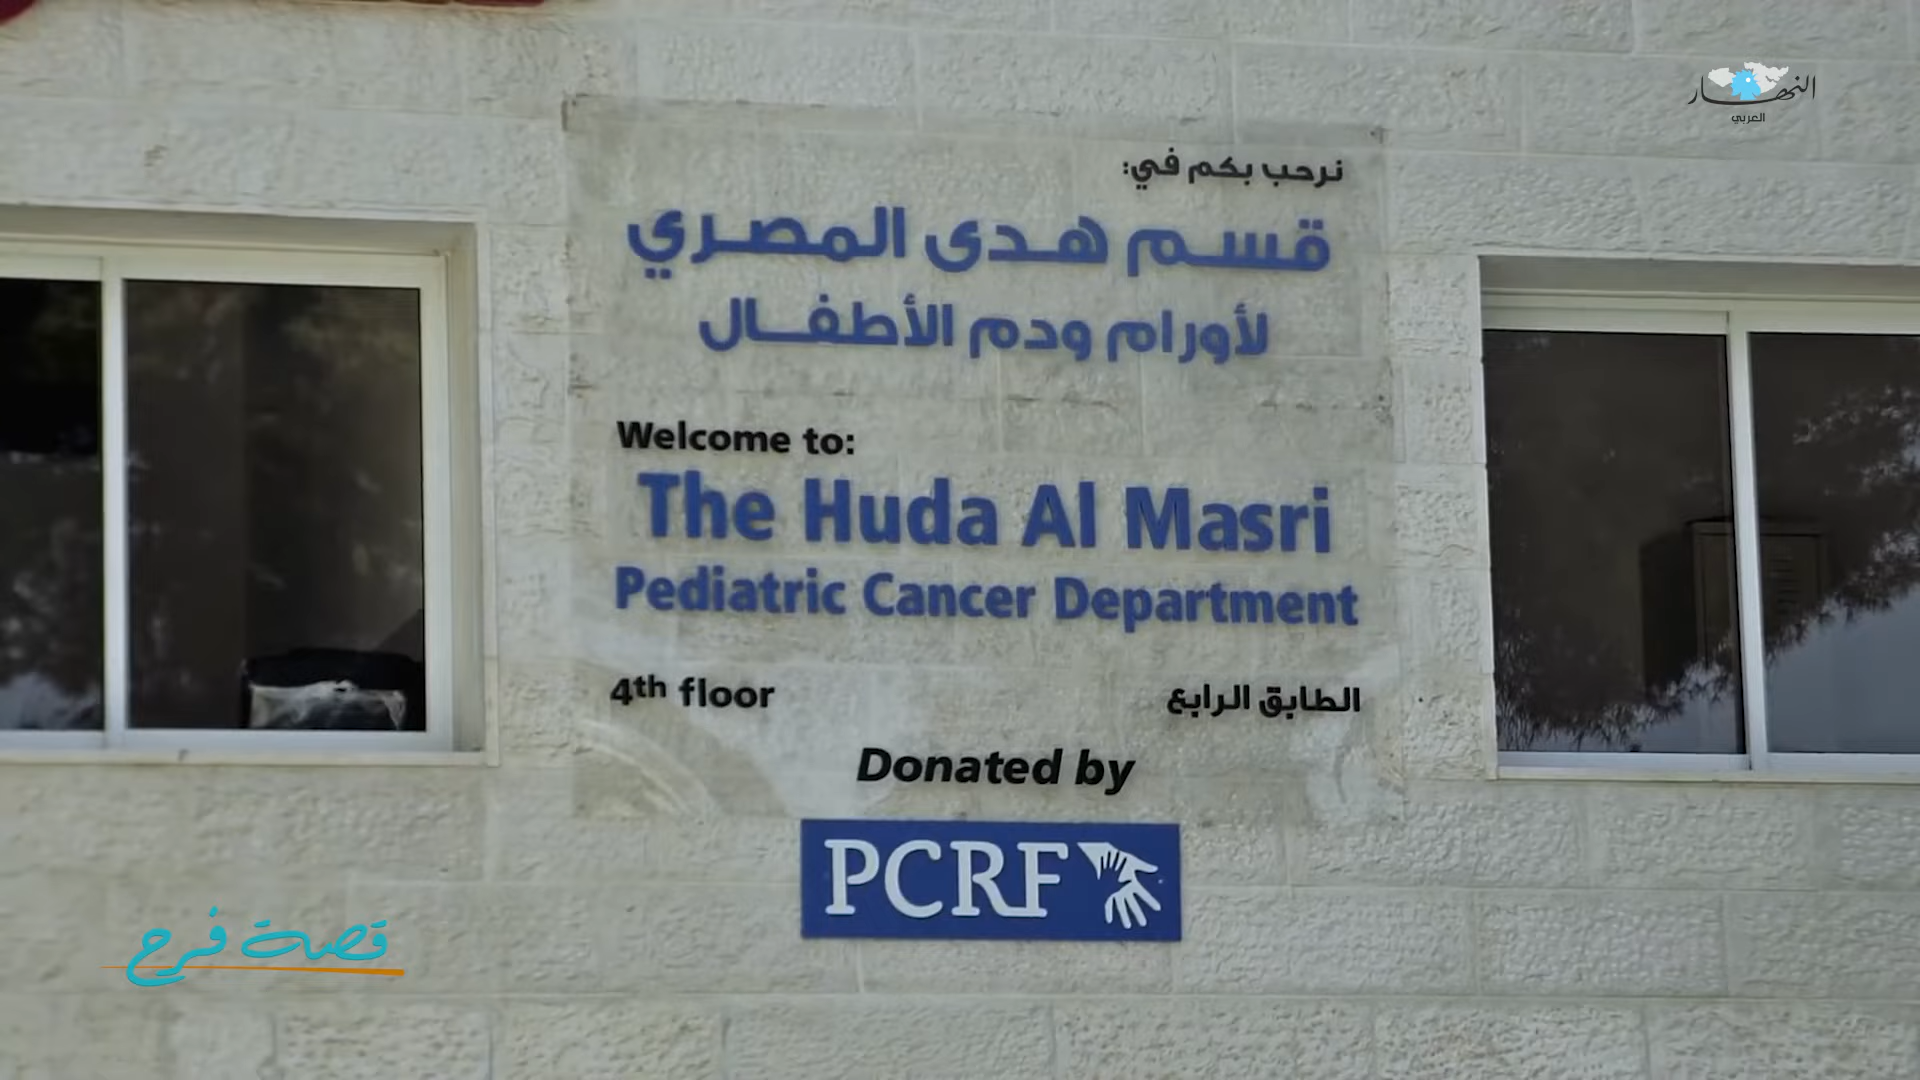 النهار
العربي
نرحب بكم في:
قسم هدى المصري
لأورام ودم الأطفال
Welcome to:
The Huda Al Masri
Pediatric Cancer Department
4th floor الطابق الرابع
Donated by
PCRF
قصة فرح